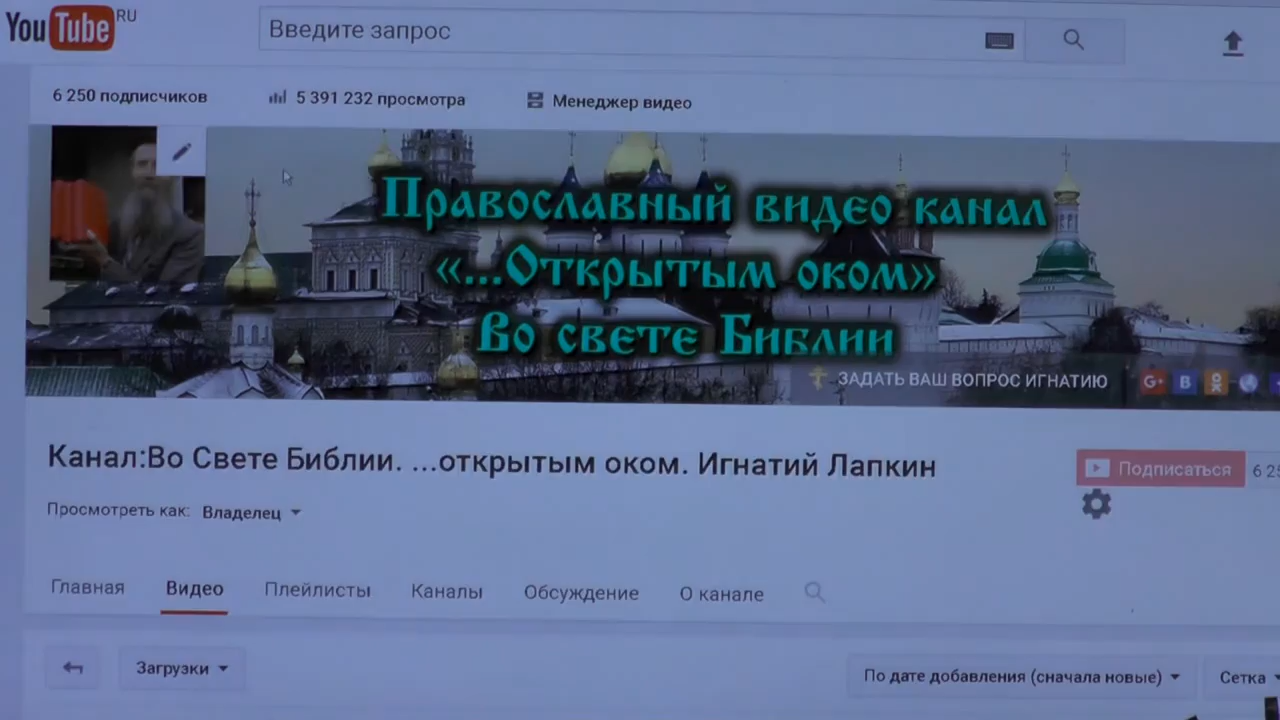 YouTube RU
Введите запрос
6 250 подписчиков 5 391 232 просмотра Менеджер видео
Православный видео канал
«...Открытым оком»
Во свете Библии
ЗАДАТЬ ВАШ ВОПРОС ИГНАТИЮ
Канал:Во Свете Библии. ...открытым оком. Игнатий Лапкин
Подписаться
Просмотреть как: Владелец
Главная Видео Плейлисты Каналы Обсуждение О канале
Загрузки
По дате добавления (сначала новые) Сетка